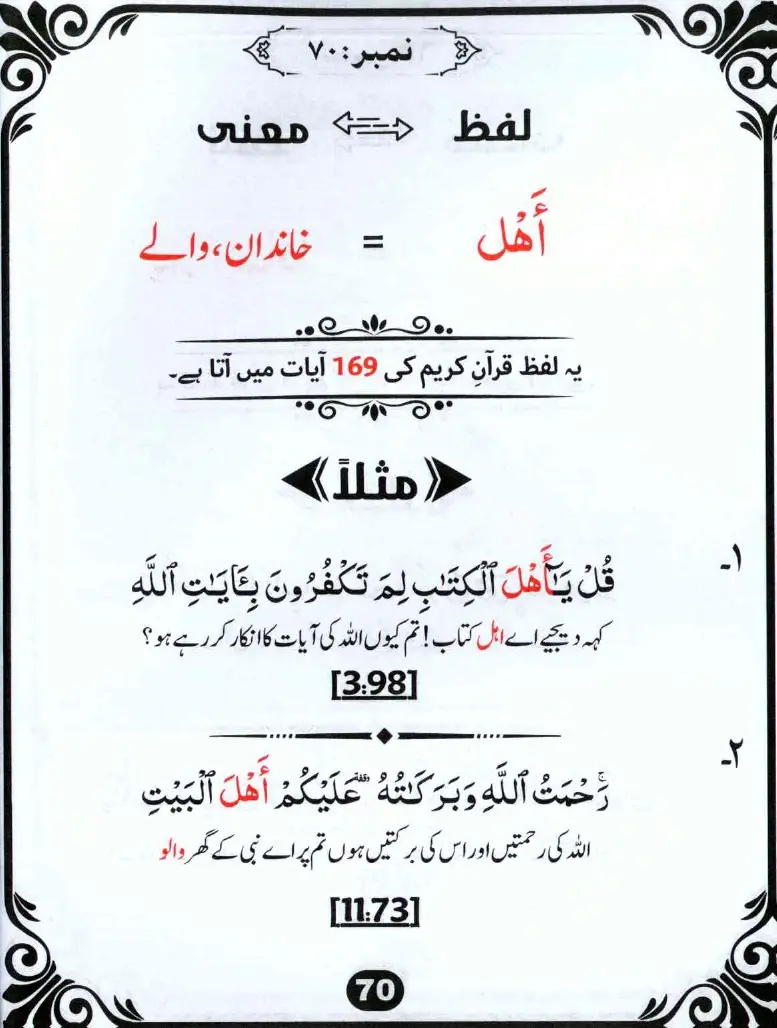 نمبر: ۷۰
لفظ ⇐⇒ معنی
أَهْل = خاندان، والے
یہ لفظ قرآنِ کریم کی 169 آیات میں آتا ہے۔
مثلاً
۱۔
قُلْ يَـٰٓأَهْلَ ٱلْكِتَـٰبِ لِمَ تَكْفُرُونَ بِـَٔايَـٰتِ ٱللَّهِ
کہہ دیجیے اے اہل کتاب! تم کیوں اللہ کی آیات کا انکار کر رہے ہو؟
[3:98]
۲۔
رَحْمَتُ ٱللَّهِ وَبَرَكَـٰتُهُۥ عَلَيْكُمْ أَهْلَ ٱلْبَيْتِ
اللہ کی رحمتیں اور اس کی برکتیں ہوں تم پر اے نبی کے گھر والو
[11:73]
70